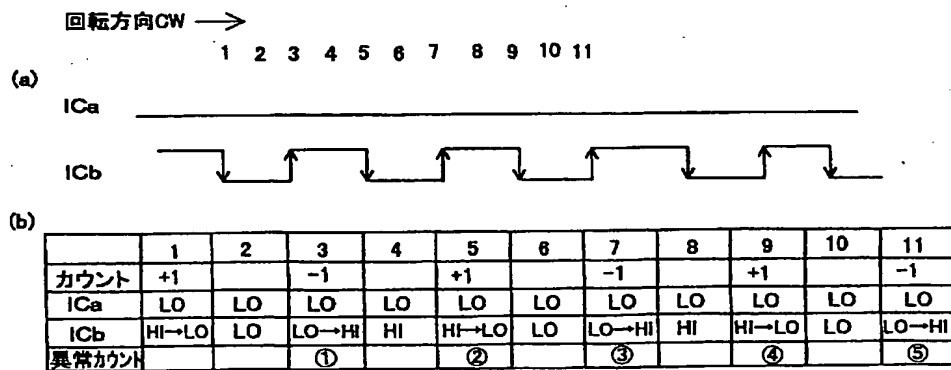 回転方向CW →
1 2 3 4 5 6 7 8 9 10 11
(a)
ICa
ICb
(b)
1 2 3 4 5 6 7 8 9 10 11
カウント +1 -1 +1 -1 +1 -1
ICa LO LO LO LO LO LO LO LO LO LO LO
ICb HI→LO LO LO→HI HI HI→LO LO LO→HI HI HI→LO LO LO→HI
異常カウント ① ② ③ ④ ⑤